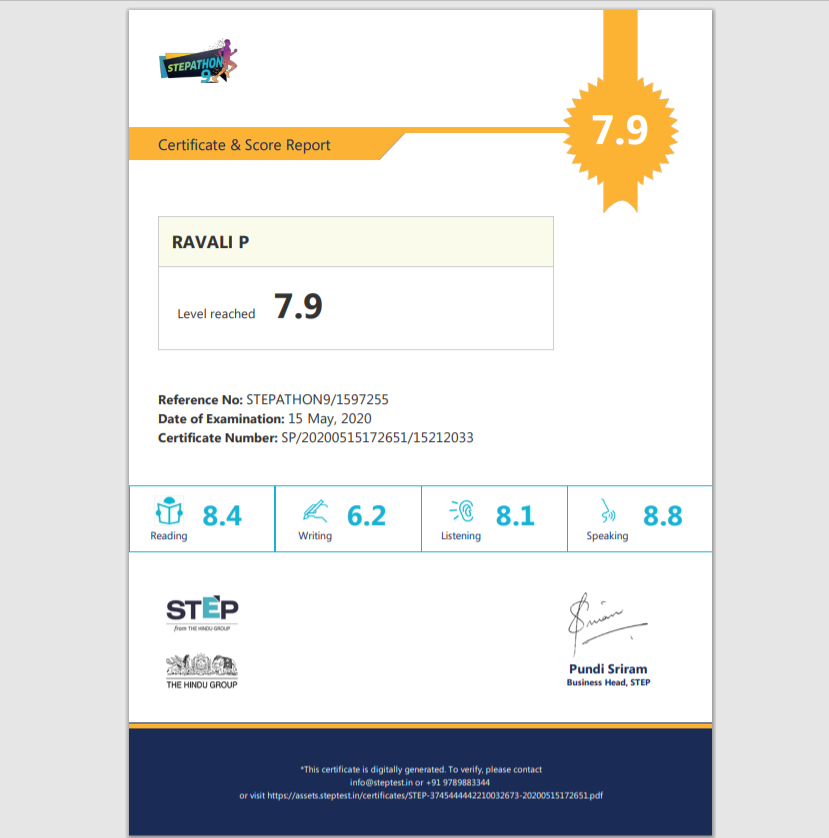 STEPATHON
9
7.9
Certificate & Score Report
RAVALI P
Level reached 7.9
Reference No: STEPATHON9/1597255
Date of Examination: 15 May, 2020
Certificate Number: SP/20200515172651/15212033
8.4 6.2 8.1 8.8
Reading Writing Listening Speaking
STEP
from THE HINDU GROUP
THE HINDU GROUP
Pundi Sriram
Business Head, STEP
*This certificate is digitally generated. To verify, please contact
info@steptest.in or +91 9789883344
or visit https://assets.steptest.in/certificates/STEP-3745444442210032673-20200515172651.pdf